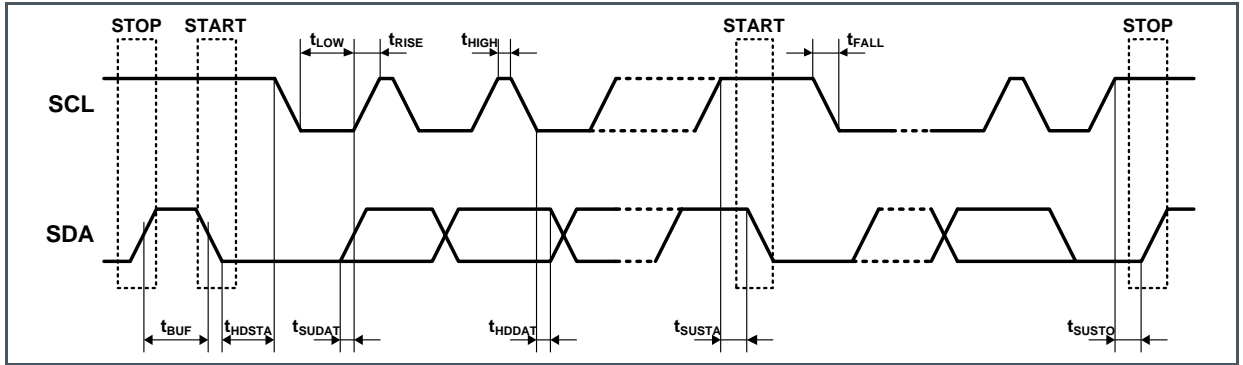 STOP START START STOP
tLOW tRISE tHIGH tFALL
SCL
SDA
tBUF tHDSTA tSUDAT tHDDAT tSUSTA tSUSTO